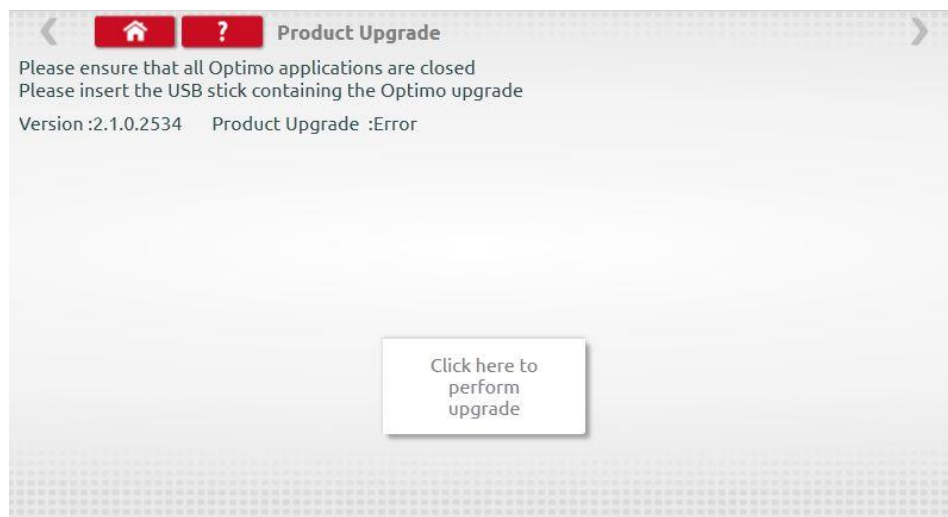 ? Product Upgrade
Please ensure that all Optimo applications are closed
Please insert the USB stick containing the Optimo upgrade
Version :2.1.0.2534 Product Upgrade :Error
Click here to
perform
upgrade